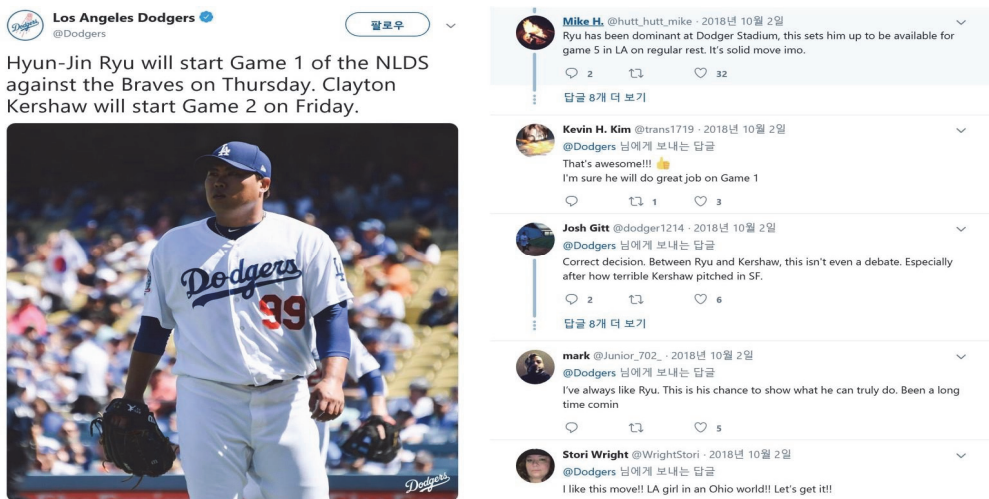 Los Angeles Dodgers
@Dodgers
팔로우
Hyun-Jin Ryu will start Game 1 of the NLDS
against the Braves on Thursday. Clayton
Kershaw will start Game 2 on Friday.
LA
Dodgers
99
Dodgers
Mike H. @hutt_hutt_mike · 2018년 10월 2일
Ryu has been dominant at Dodger Stadium, this sets him up to be available for
game 5 in LA on regular rest. It's solid move imo.
2 32
답글 8개 더 보기
Kevin H. Kim @trans1719 · 2018년 10월 2일
@Dodgers 님에게 보내는 답글
That's awesome!!! 👍
I'm sure he will do great job on Game 1
1 3
Josh Gitt @dodger1214 · 2018년 10월 2일
@Dodgers 님에게 보내는 답글
Correct decision. Between Ryu and Kershaw, this isn't even a debate. Especially
after how terrible Kershaw pitched in SF.
2 6
답글 8개 더 보기
mark @Junior_702_ · 2018년 10월 2일
@Dodgers 님에게 보내는 답글
I've always like Ryu. This is his chance to show what he can truly do. Been a long
time comin
5
Stori Wright @WrightStori · 2018년 10월 2일
@Dodgers 님에게 보내는 답글
I like this move!! LA girl in an Ohio world!! Let's get it!!